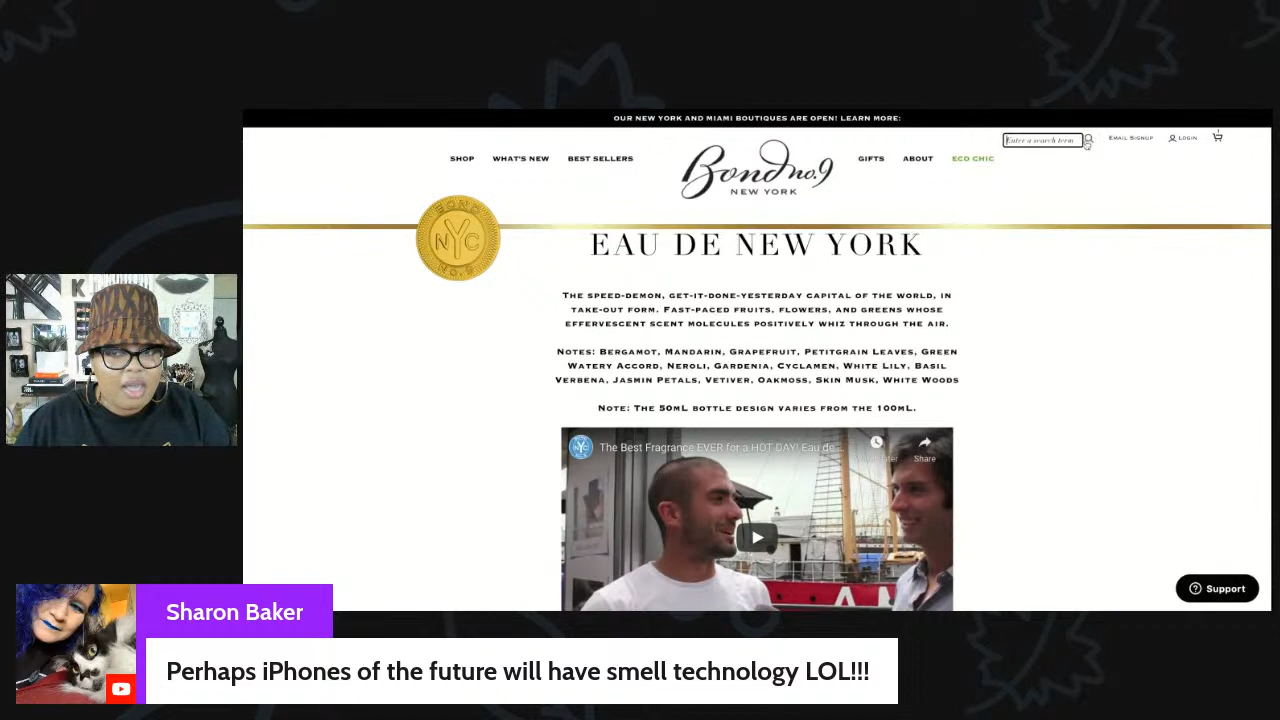 OUR NEW YORK AND MIAMI BOUTIQUES ARE OPEN! LEARN MORE:
Enter a search term
EMAIL SIGNUP
LOGIN
1
SHOP
WHAT'S NEW
BEST SELLERS
Bond no.9
NEW YORK
GIFTS
ABOUT
ECO CHIC
BOND
NYC
NO.9
EAU DE NEW YORK
THE SPEED-DEMON, GET-IT-DONE-YESTERDAY CAPITAL OF THE WORLD, IN
TAKE-OUT FORM. FAST-PACED FRUITS, FLOWERS, AND GREENS WHOSE
EFFERVESCENT SCENT MOLECULES POSITIVELY WHIZ THROUGH THE AIR.
NOTES: BERGAMOT, MANDARIN, GRAPEFRUIT, PETITGRAIN LEAVES, GREEN
WATERY ACCORD, NEROLI, GARDENIA, CYCLAMEN, WHITE LILY, BASIL
VERBENA, JASMIN PETALS, VETIVER, OAKMOSS, SKIN MUSK, WHITE WOODS
NOTE: THE 50ML BOTTLE DESIGN VARIES FROM THE 100ML.
NYC
The Best Fragrance EVER for a HOT DAY! Eau de ...
Share
K
Support
Sharon Baker
Perhaps iPhones of the future will have smell technology LOL!!!